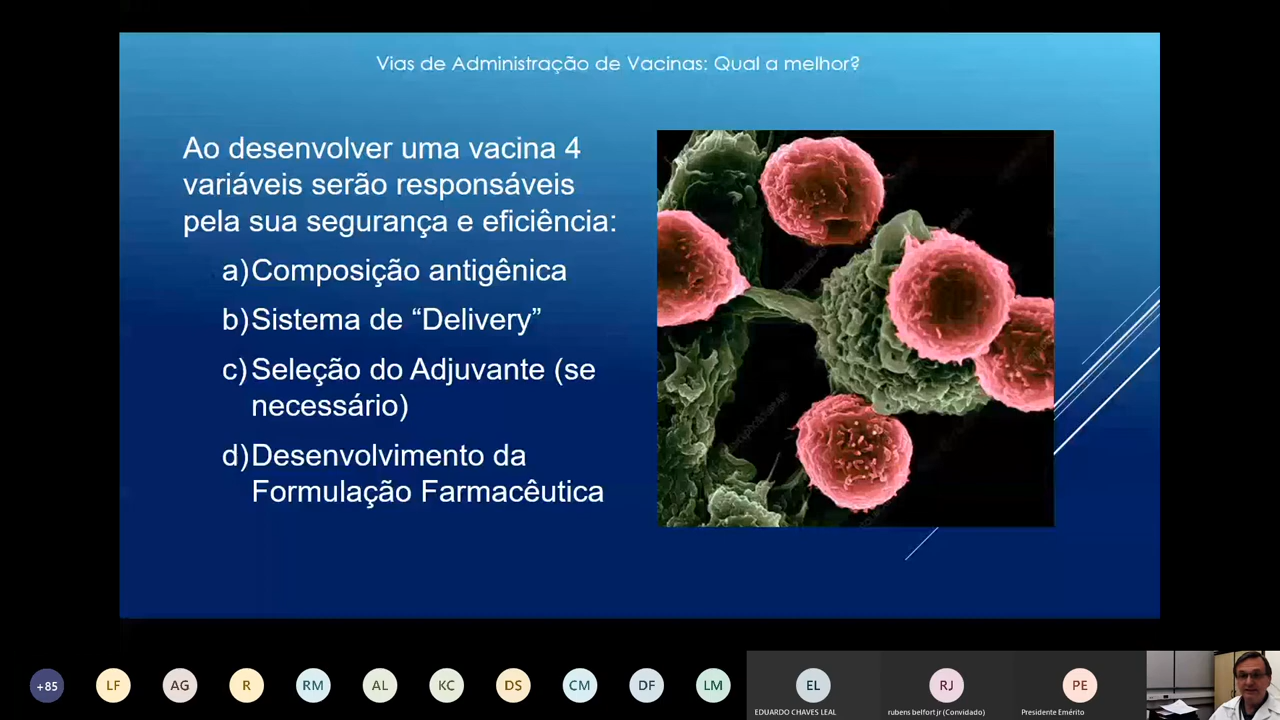 Vias de Administração de Vacinas: Qual a melhor?
Ao desenvolver uma vacina 4
variáveis serão responsáveis
pela sua segurança e eficiência:
a)Composição antigênica
b)Sistema de “Delivery”
c)Seleção do Adjuvante (se
necessário)
d)Desenvolvimento da
Formulação Farmacêutica
+85
LF
AG
R
RM
AL
KC
DS
CM
DF
LM
EL
RJ
PE
EDUARDO CHAVES LEAL
rubens belfort jr (Convidado)
Presidente Emérito